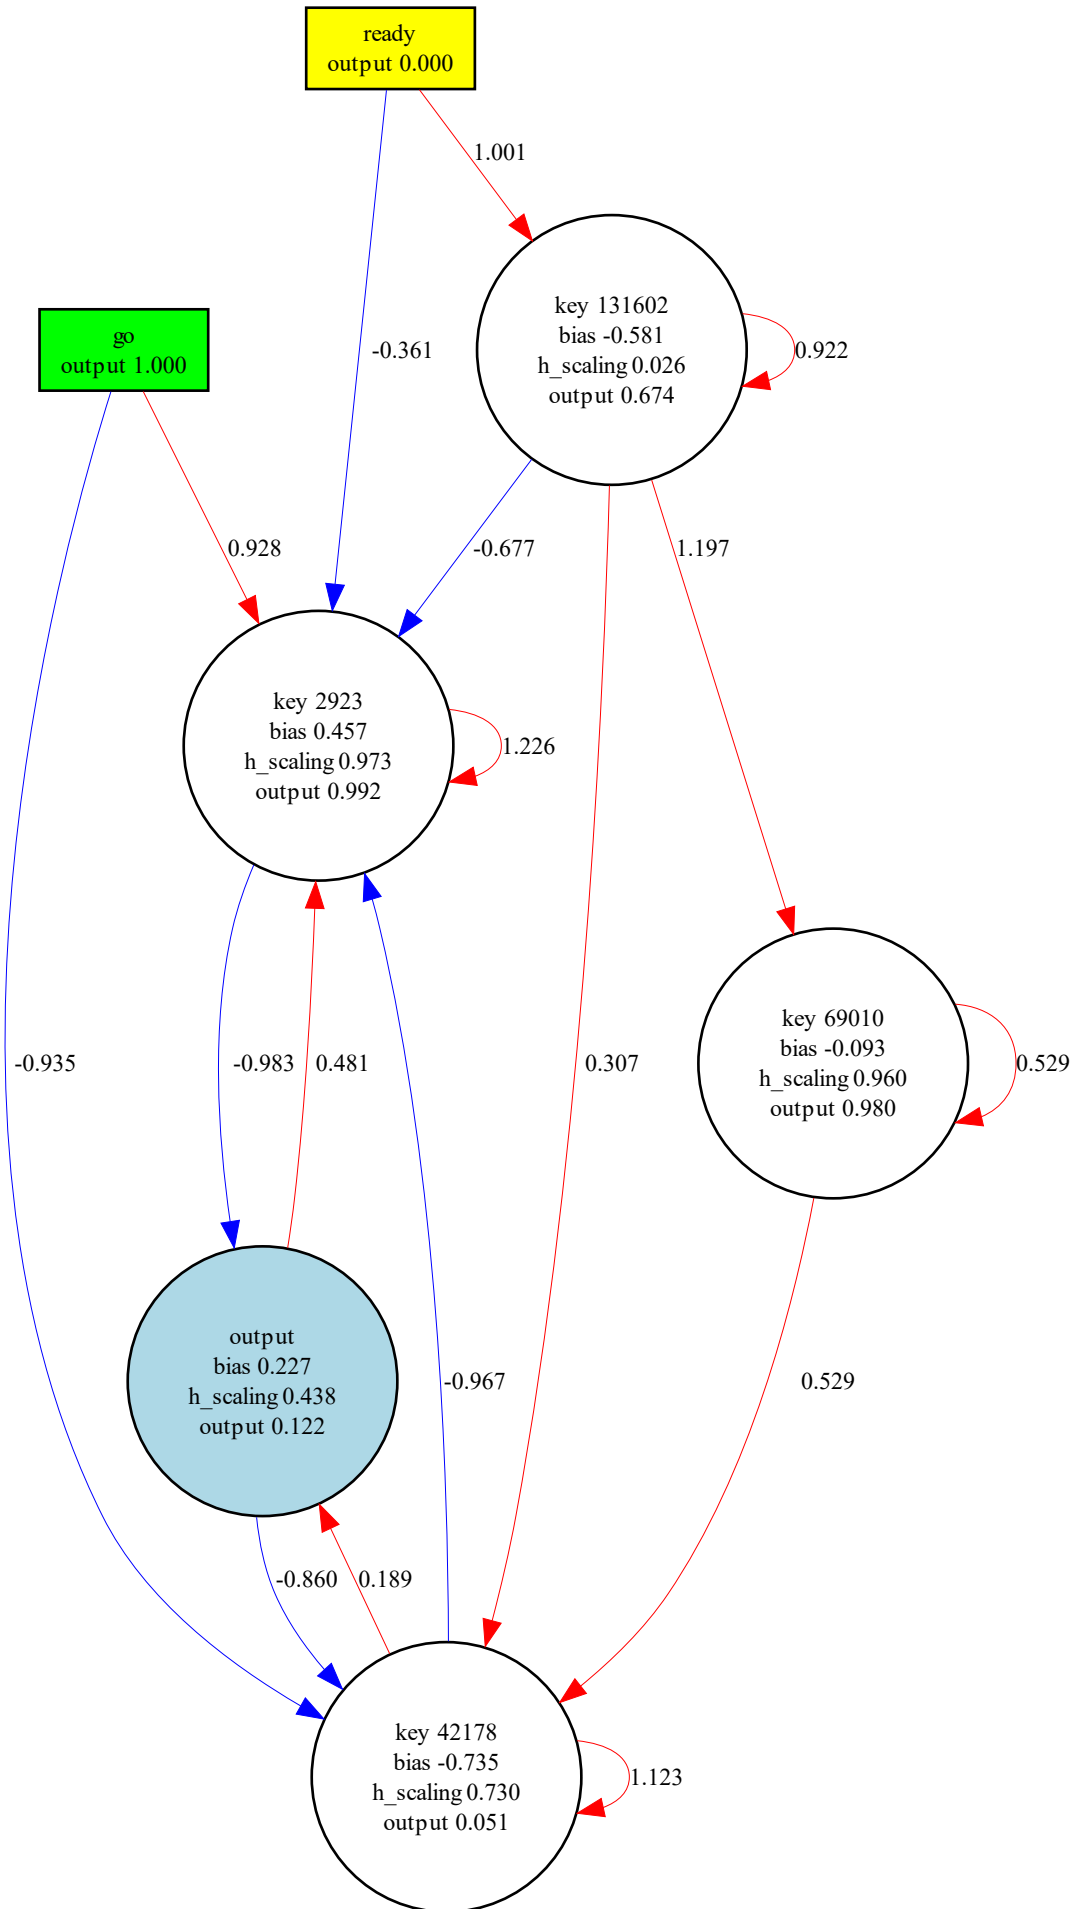 ready
output 0.000
1.001
key 131602
bias -0.581
h_scaling 0.026
output 0.674
0.922
go
output 1.000
-0.361
0.928
-0.677
1.197
key 2923
bias 0.457
h_scaling 0.973
output 0.992
1.226
key 69010
bias -0.093
h_scaling 0.960
output 0.980
0.529
-0.935
-0.983
0.481
0.307
output
bias 0.227
h_scaling 0.438
output 0.122
-0.967
0.529
-0.860
0.189
key 42178
bias -0.735
h_scaling 0.730
output 0.051
1.123